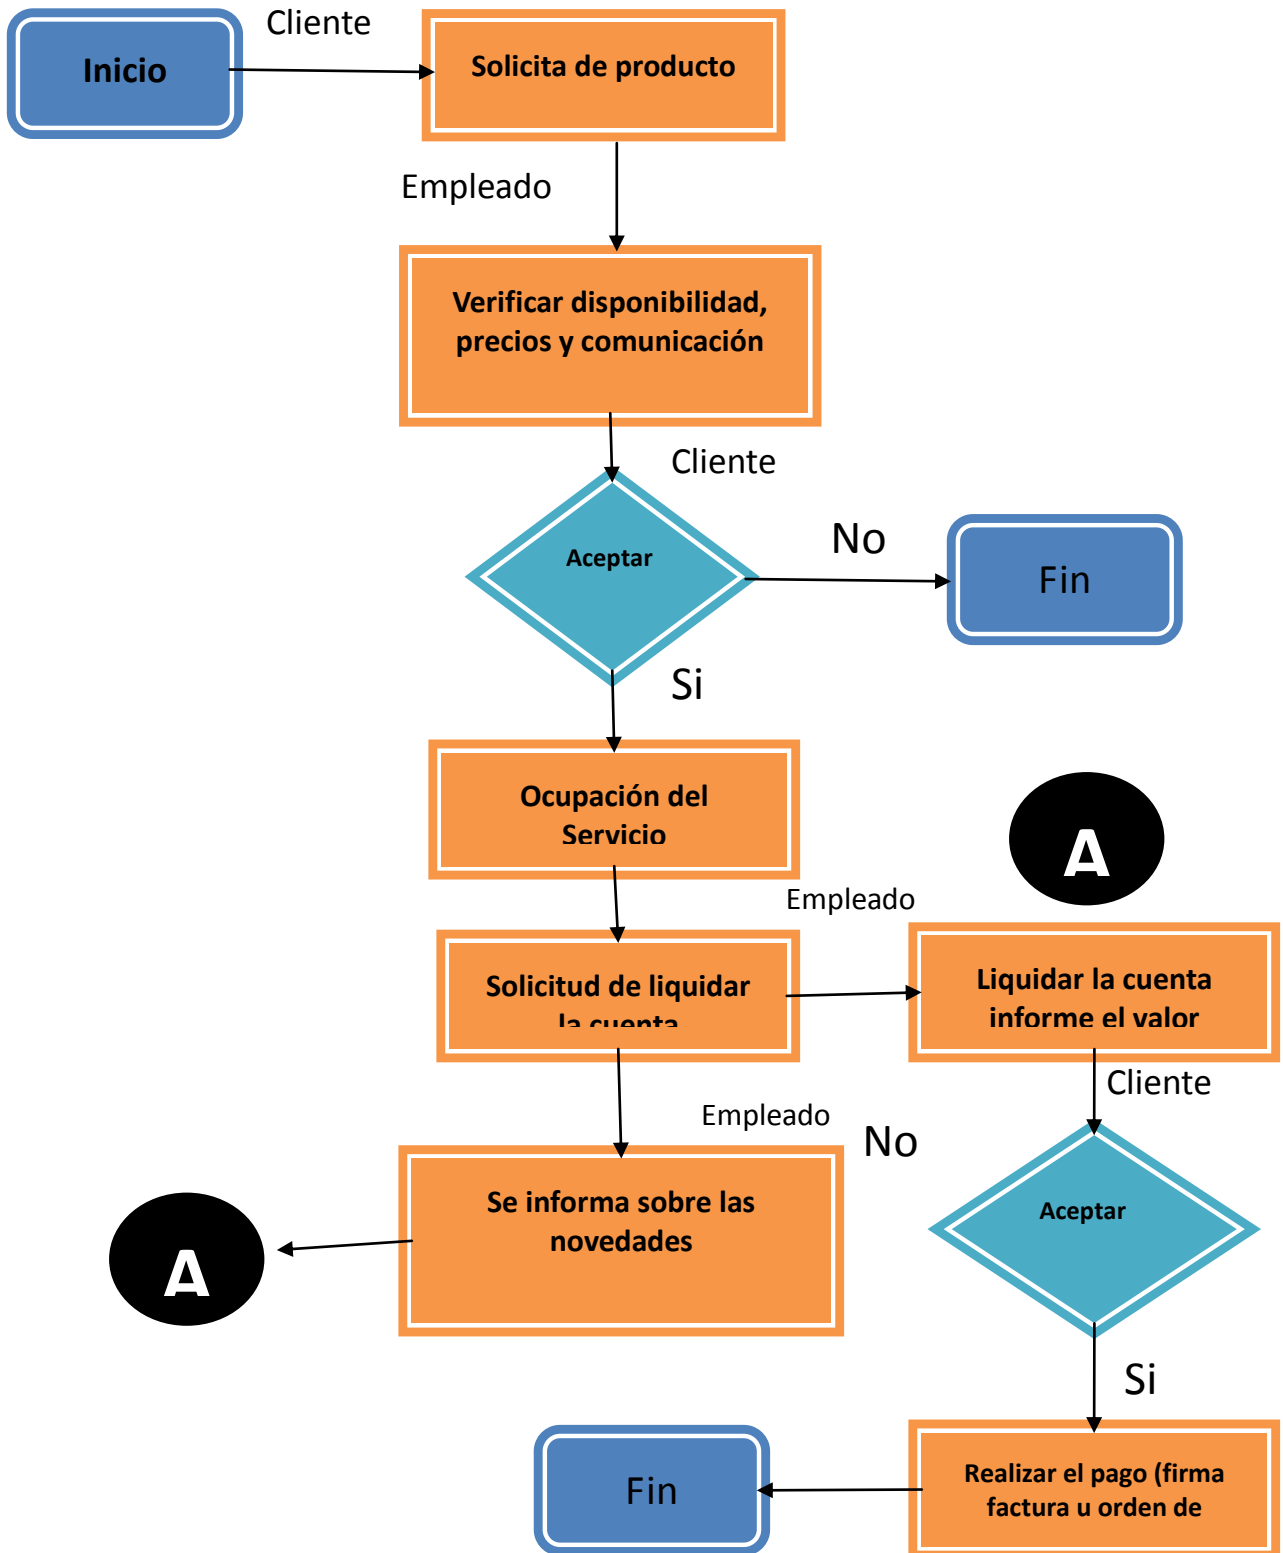 Cliente
Inicio
Solicita de producto
Empleado
Verificar disponibilidad,
precios y comunicación
Cliente
Aceptar
No
Fin
Si
Ocupación del
Servicio
A
Empleado
Solicitud de liquidar
la cuenta
Liquidar la cuenta
informe el valor
Cliente
Empleado
No
Se informa sobre las
novedades
Aceptar
A
Si
Fin
Realizar el pago (firma
factura u orden de